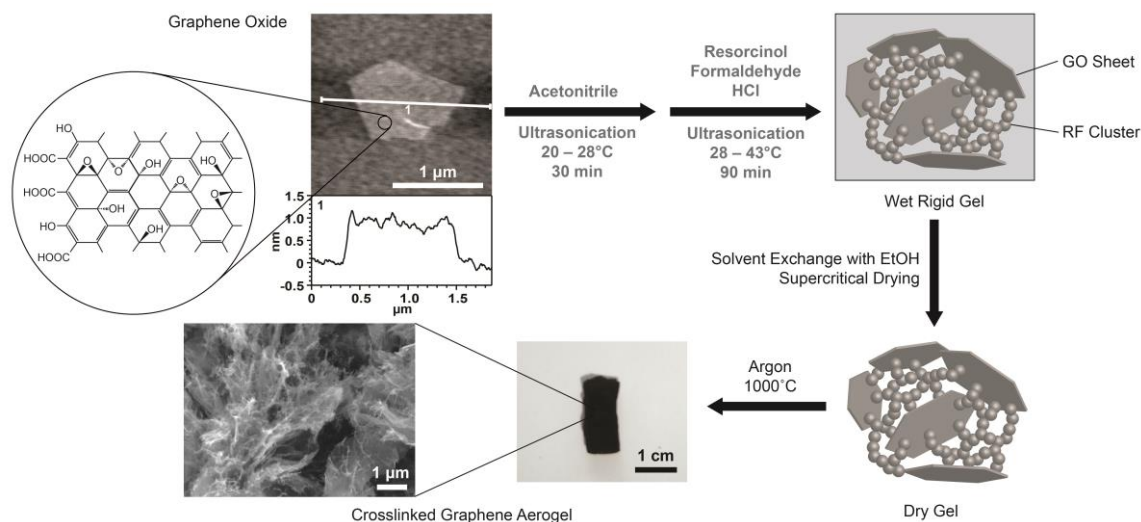 Graphene Oxide
HO
HOOC
HOOC
HO
HOOC
O
O
OH
HO
O
O
OH
OH
1
1 µm
1
nm
1.5
1.0
0.5
0
-0.5
0
0.5
1.0
1.5
µm
Acetonitrile
Ultrasonication
20 – 28°C
30 min
Resorcinol
Formaldehyde
HCl
Ultrasonication
28 – 43°C
90 min
GO Sheet
RF Cluster
Wet Rigid Gel
Solvent Exchange with EtOH
Supercritical Drying
Dry Gel
Argon
1000°C
1 cm
1 µm
Crosslinked Graphene Aerogel